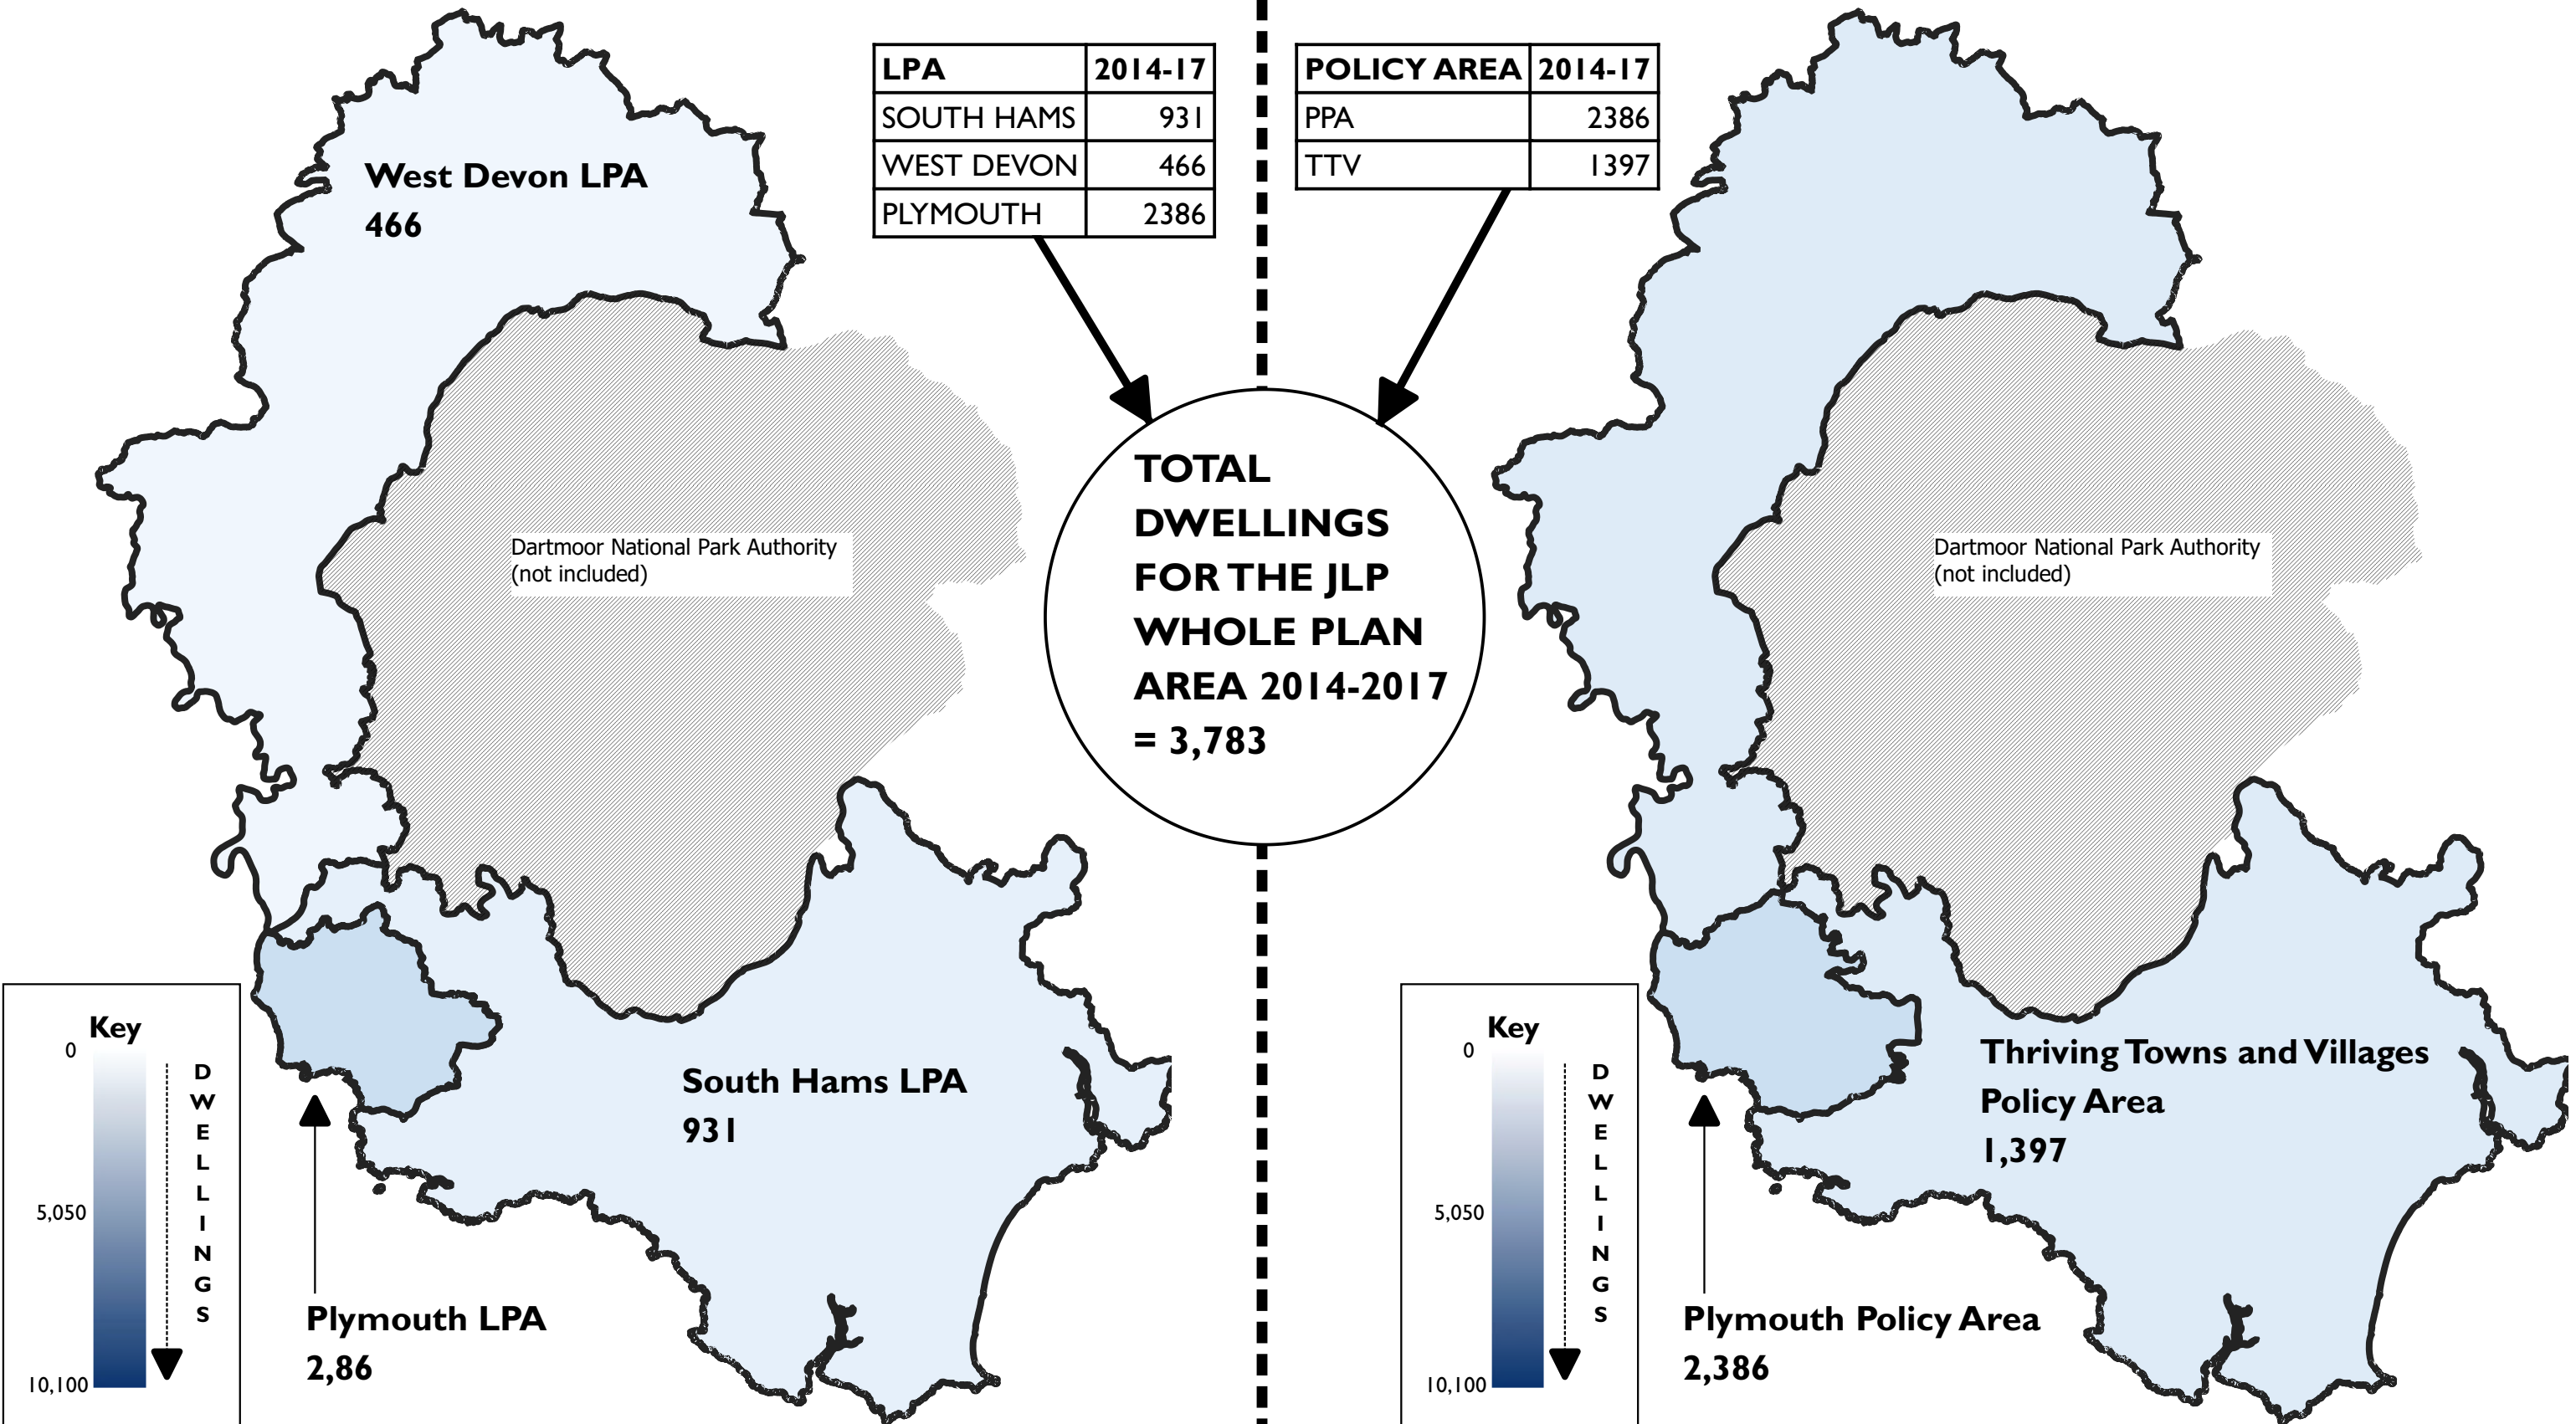 LPA 2014-17
SOUTH HAMS 931
WEST DEVON 466
PLYMOUTH 2386
POLICY AREA 2014-17
PPA 2386
TTV 1397
West Devon LPA
466
Dartmoor National Park Authority
(not included)
TOTAL
DWELLINGS
FOR THE JLP
WHOLE PLAN
AREA 2014-2017
= 3,783
Dartmoor National Park Authority
(not included)
South Hams LPA
931
Plymouth LPA
2,86
Key
0
5,050
10,100
DWELLINGS
Thriving Towns and Villages
Policy Area
1,397
Plymouth Policy Area
2,386
Key
0
5,050
10,100
DWELLINGS